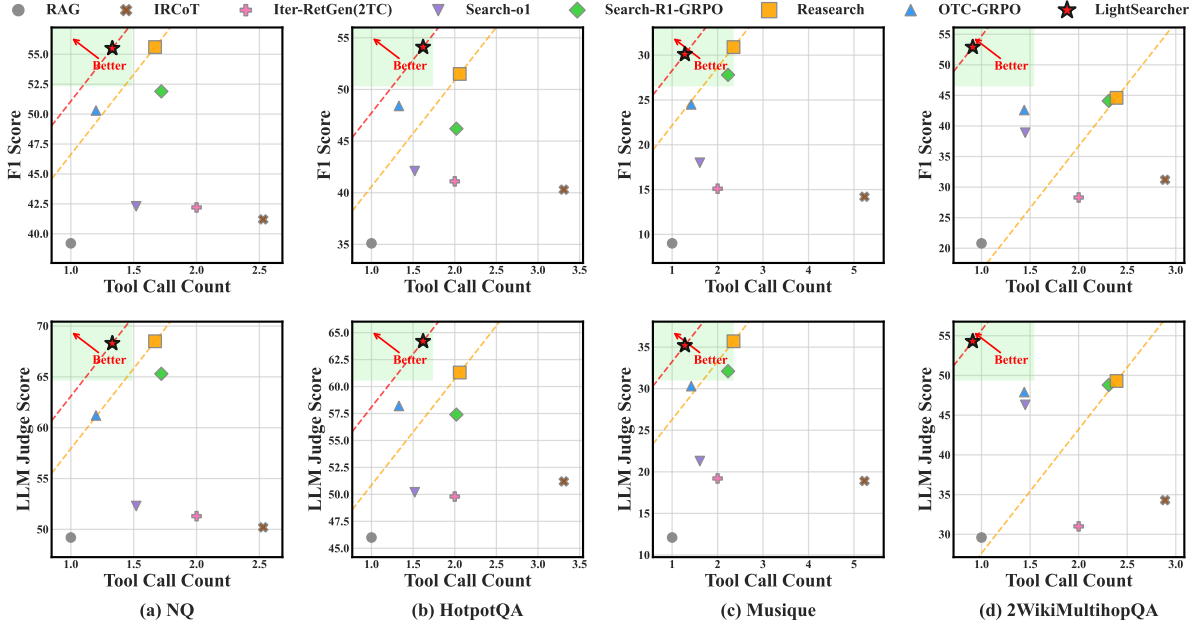 RAG IRCoT Iter-RetGen(2TC) Search-o1 Search-R1-GRPO Reasearch OTC-GRPO LightSearcher
F1 Score
55.0
52.5
50.0
47.5
45.0
42.5
40.0
Better
1.0 1.5 2.0 2.5
Tool Call Count
F1 Score
55
50
45
40
35
Better
1.0 1.5 2.0 2.5 3.0 3.5
Tool Call Count
F1 Score
30
25
20
15
10
Better
1 2 3 4 5
Tool Call Count
F1 Score
55
50
45
40
35
30
25
20
Better
1.0 1.5 2.0 2.5 3.0
Tool Call Count
LLM Judge Score
70
65
60
55
50
Better
1.0 1.5 2.0 2.5
Tool Call Count
(a) NQ
LLM Judge Score
65.0
62.5
60.0
57.5
55.0
52.5
50.0
47.5
45.0
Better
1.0 1.5 2.0 2.5 3.0 3.5
Tool Call Count
(b) HotpotQA
LLM Judge Score
35
30
25
20
15
10
Better
1 2 3 4 5
Tool Call Count
(c) Musique
LLM Judge Score
55
50
45
40
35
30
Better
1.0 1.5 2.0 2.5 3.0
Tool Call Count
(d) 2WikiMultihopQA